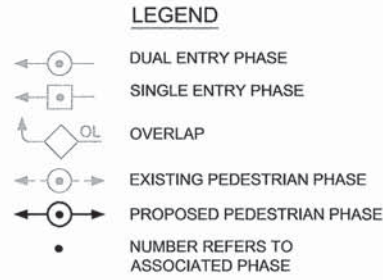 LEGEND
DUAL ENTRY PHASE
SINGLE ENTRY PHASE
OL OVERLAP
EXISTING PEDESTRIAN PHASE
PROPOSED PEDESTRIAN PHASE
NUMBER REFERS TO
ASSOCIATED PHASE